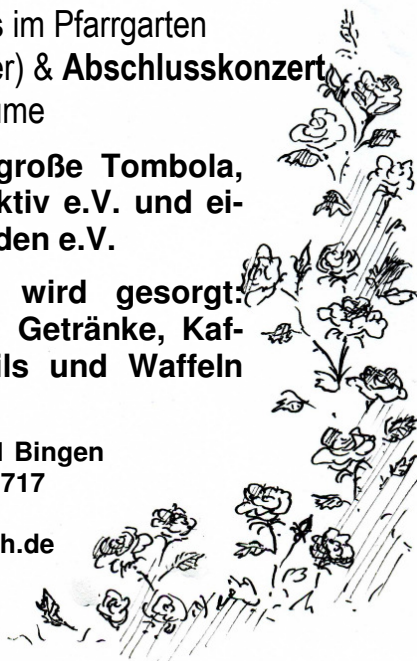 s im Pfarrgarten
er) & Abschlusskonzert
ume
große Tombola,
ktiv e.V. und ei-
den e.V.
wird gesorgt:
Getränke, Kaf-
ils und Waffeln
l Bingen
717
h.de